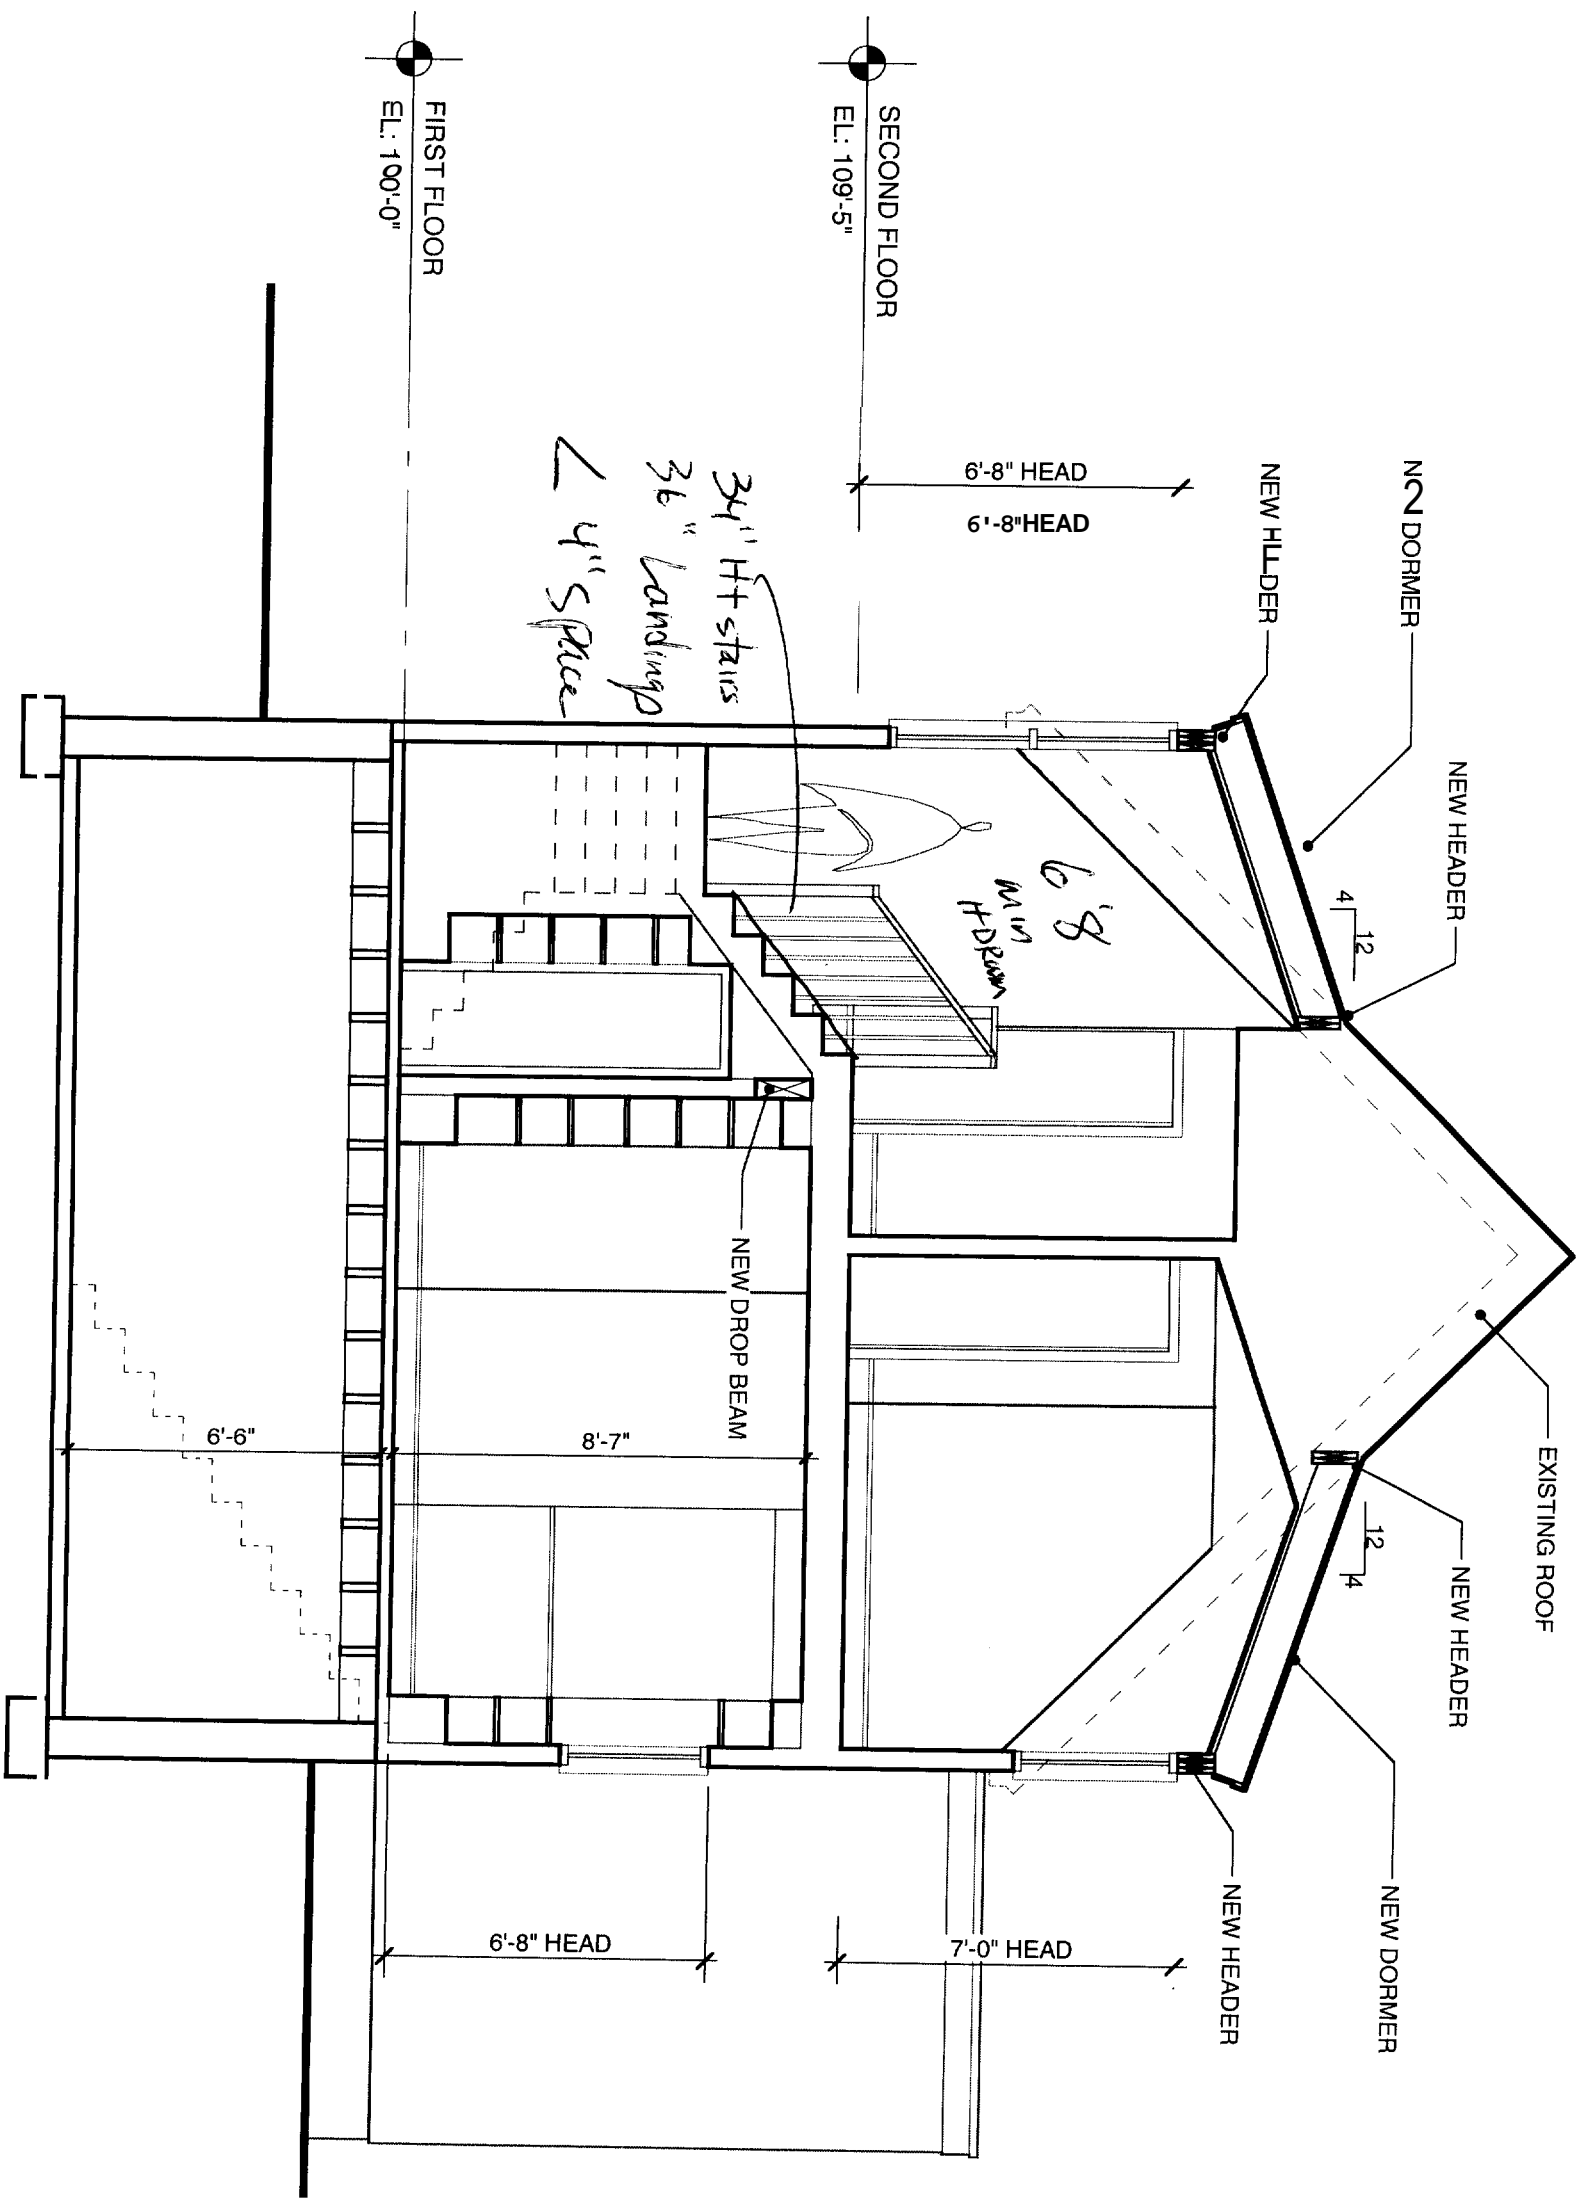 N2 DORMER
NEW HEADER
NEW HLLDER
4
12
EXISTING ROOF
12
4
NEW HEADER
NEW DORMER
NEW HEADER
6'-8" HEAD
6'-8"HEAD
SECOND FLOOR
EL: 109'-5"
6'8
min
HDRoom
34" Ht stairs
36" Landing
< 4" Space
7'-0" HEAD
NEW DROP BEAM
8'-7"
6'-8" HEAD
FIRST FLOOR
EL: 100'-0"
6'-6"